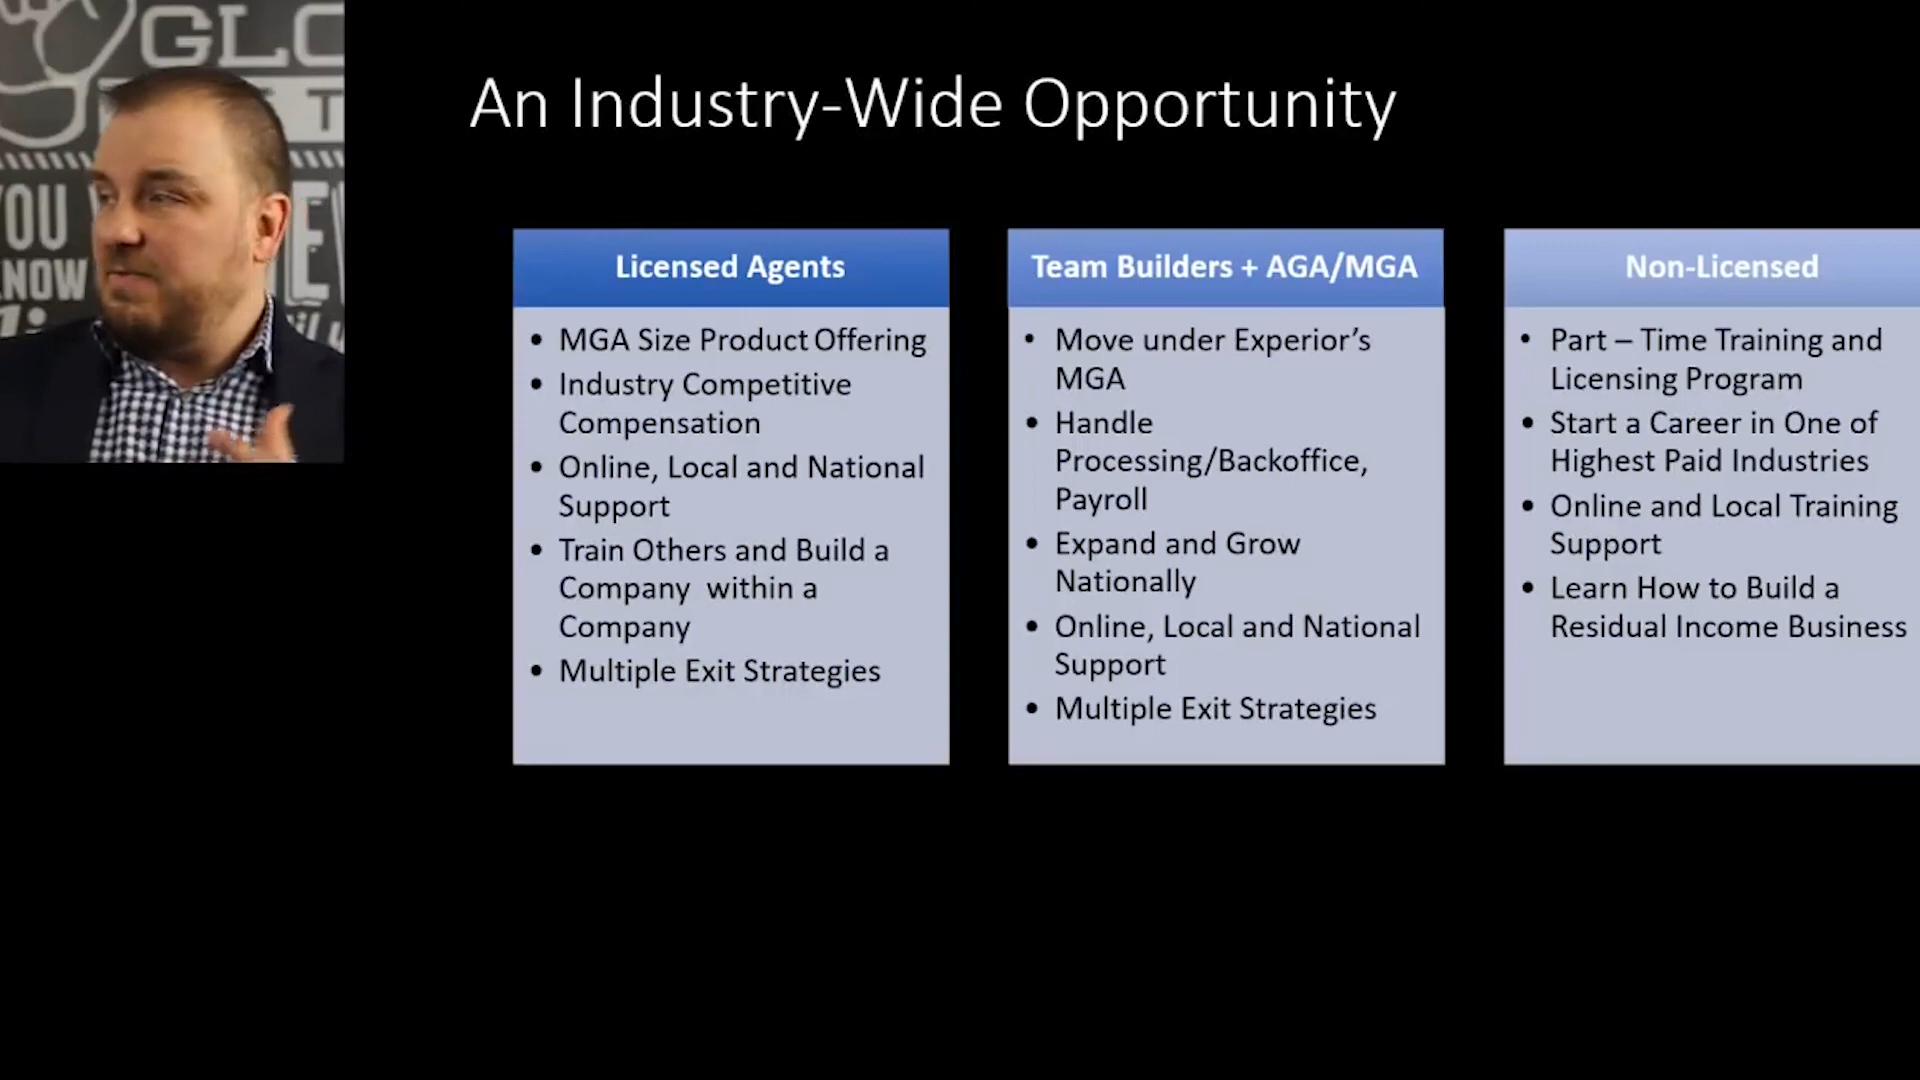 GLO
T
YOU
KNOW
An Industry-Wide Opportunity
Licensed Agents
• MGA Size Product Offering
• Industry Competitive
Compensation
• Online, Local and National
Support
• Train Others and Build a
Company within a
Company
• Multiple Exit Strategies
Team Builders + AGA/MGA
• Move under Experior’s
MGA
• Handle
Processing/Backoffice,
Payroll
• Expand and Grow
Nationally
• Online, Local and National
Support
• Multiple Exit Strategies
Non-Licensed
• Part – Time Training and
Licensing Program
• Start a Career in One of
Highest Paid Industries
• Online and Local Training
Support
• Learn How to Build a
Residual Income Business